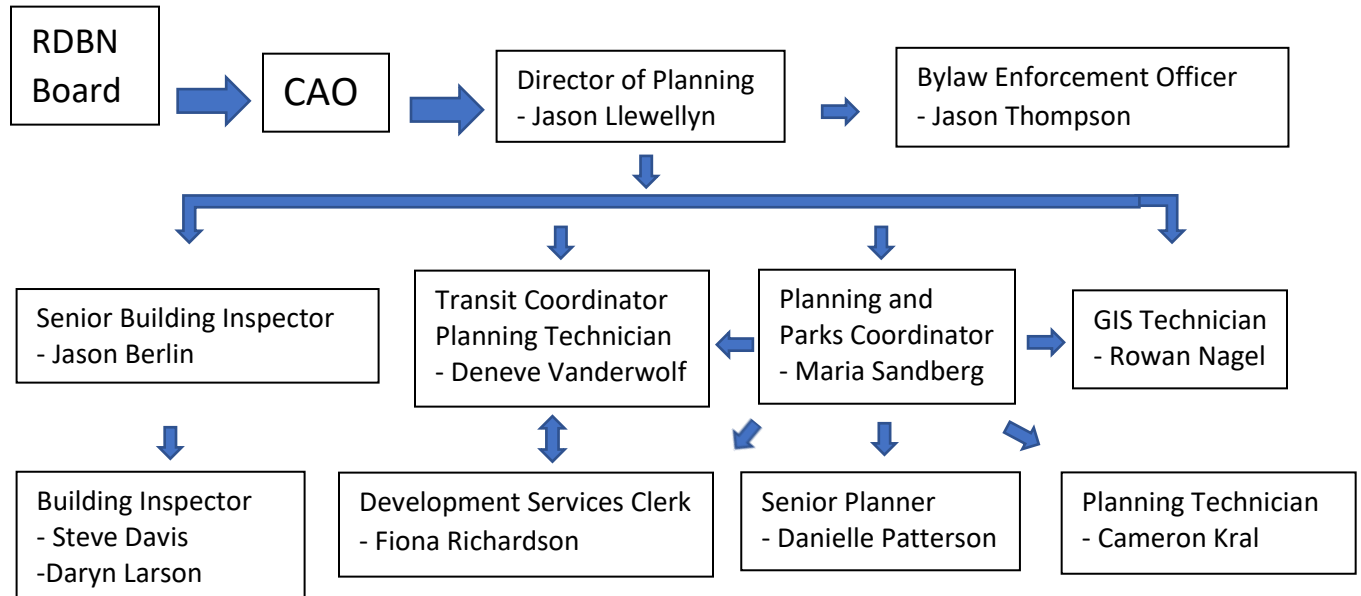 RDBN
Board
CAO
Director of Planning
- Jason Llewellyn
Bylaw Enforcement Officer
- Jason Thompson
Senior Building Inspector
- Jason Berlin
Transit Coordinator
Planning Technician
- Deneve Vanderwolf
Planning and
Parks Coordinator
- Maria Sandberg
GIS Technician
- Rowan Nagel
Building Inspector
- Steve Davis
-Daryn Larson
Development Services Clerk
- Fiona Richardson
Senior Planner
- Danielle Patterson
Planning Technician
- Cameron Kral